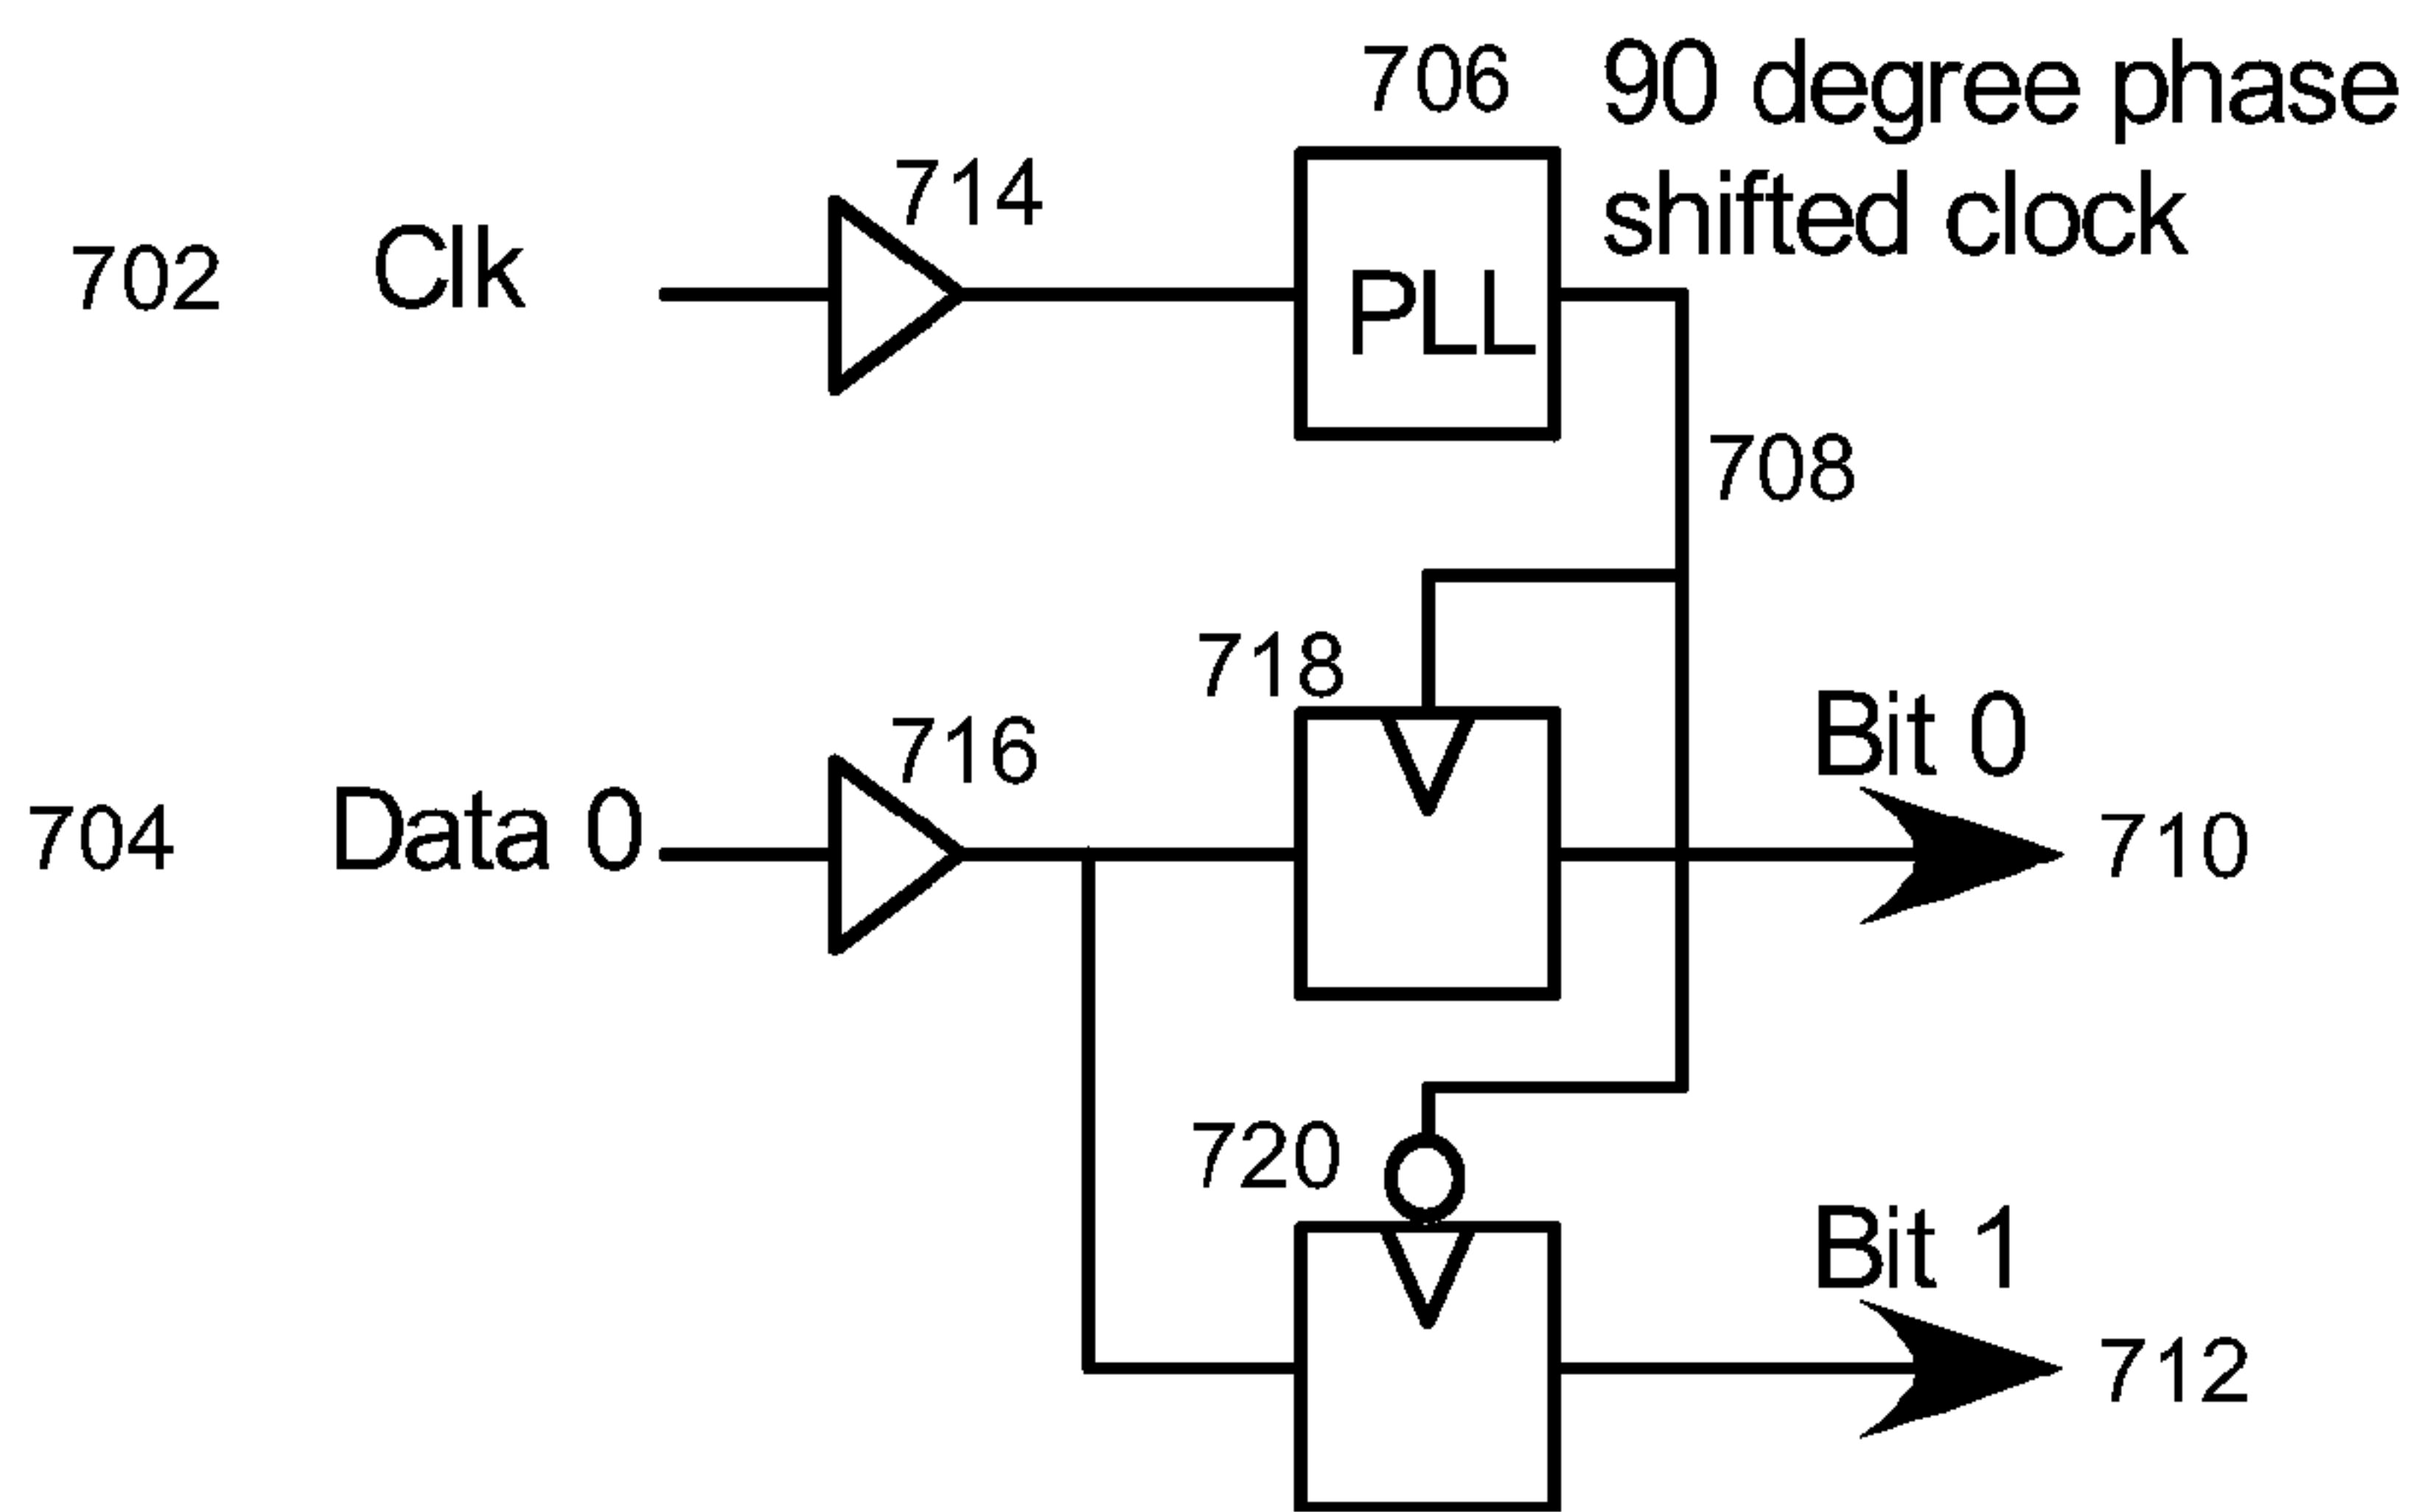 706 90 degree phase
shifted clock
714
702 Clk
PLL
708
718
716
Bit 0
704 Data 0
710
720
Bit 1
712